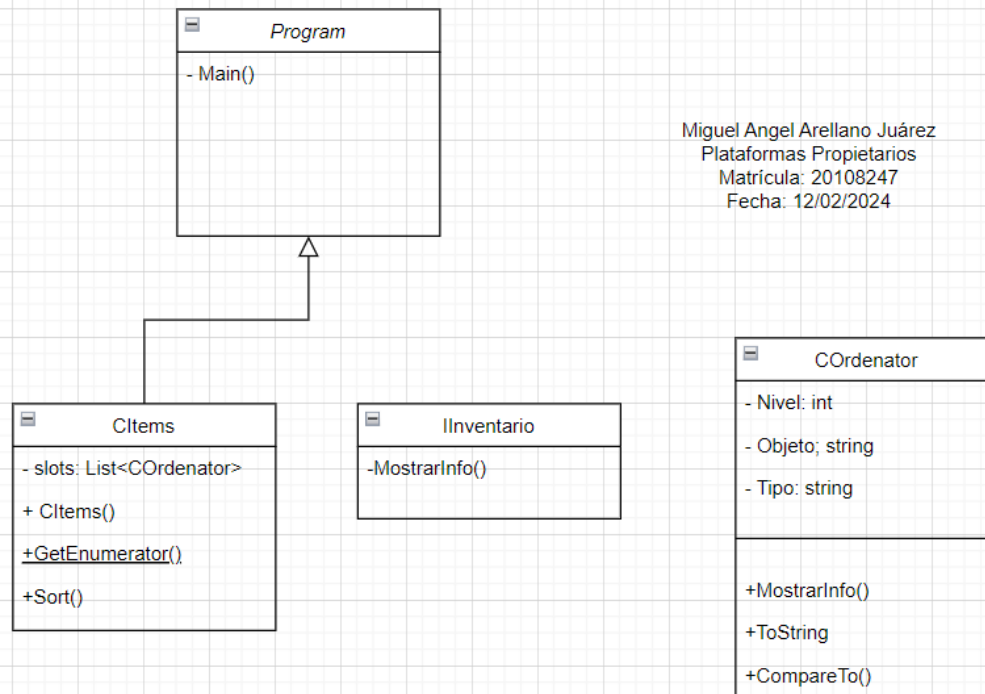 Program
- Main()
Miguel Angel Arellano Juárez
Plataformas Propietarios
Matrícula: 20108247
Fecha: 12/02/2024
CItems
- slots: List<COrdenator>
+ CItems()
+GetEnumerator()
+Sort()
IInventario
-MostrarInfo()
COrdenator
- Nivel: int
- Objeto; string
- Tipo: string
+MostrarInfo()
+ToString
+CompareTo()